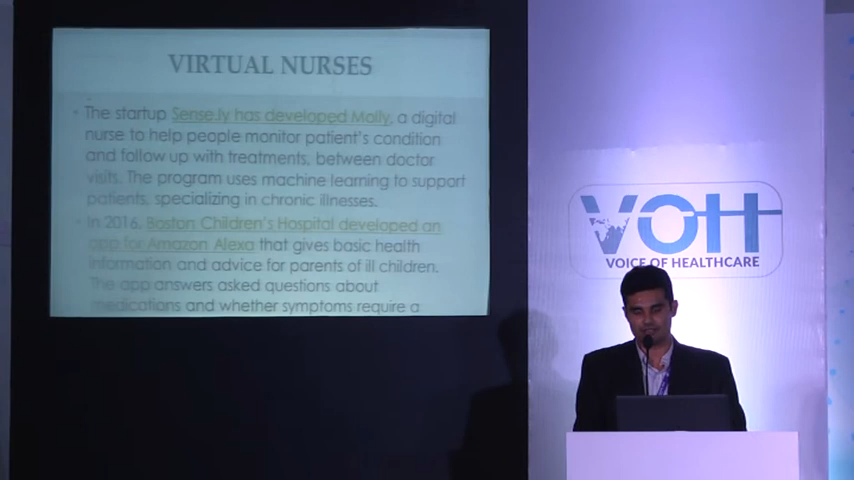 VIRTUAL NURSES
• The startup Sense.ly has developed Molly, a digital
nurse to help people monitor patient's condition
and follow up with treatments, between doctor
visits. The program uses machine learning to support
patients, specializing in chronic illnesses.
• In 2016, Boston Children's Hospital developed an
app for Amazon Alexa that gives basic health
information and advice for parents of ill children.
The app answers asked questions about
medications and whether symptoms require a
VOH
VOICE OF HEALTHCARE